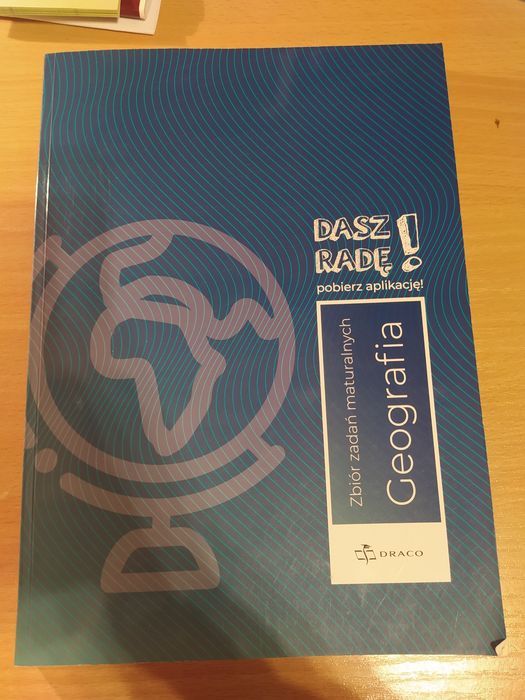 DASZ
RADĘ!
pobierz aplikację!
Zbiór zadań maturalnych
Geografia
DRACO